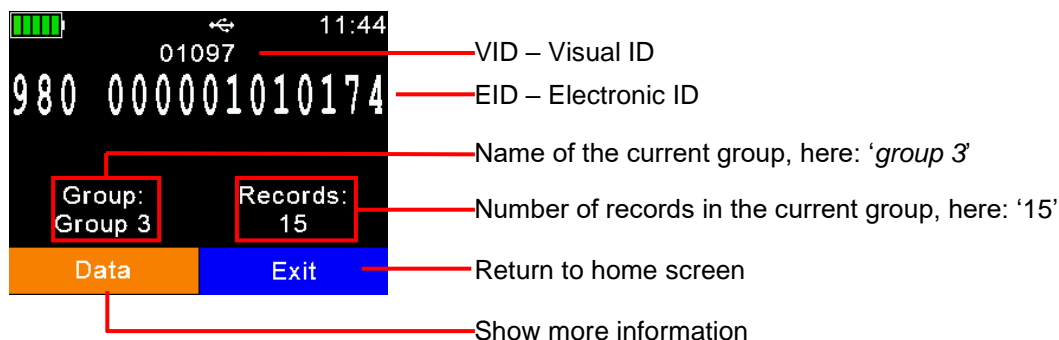 11:44
01097
VID – Visual ID
980 000001010174
EID – Electronic ID
Name of the current group, here: ‘group 3’
Group:
Group 3
Records:
15
Number of records in the current group, here: ‘15’
Data
Exit
Return to home screen
Show more information